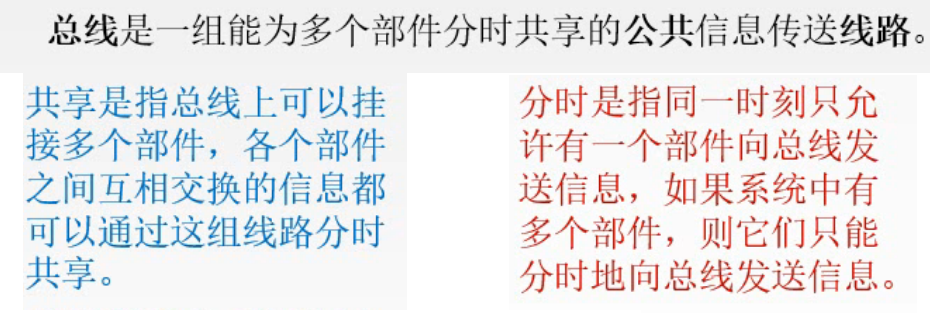 总线是一组能为多个部件分时共享的公共信息传送线路。
共享是指总线上可以挂
接多个部件，各个部件
之间互相交换的信息都
可以通过这组线路分时
共享。
分时是指同一时刻只允
许有一个部件向总线发
送信息，如果系统中有
多个部件，则它们只能
分时地向总线发送信息。